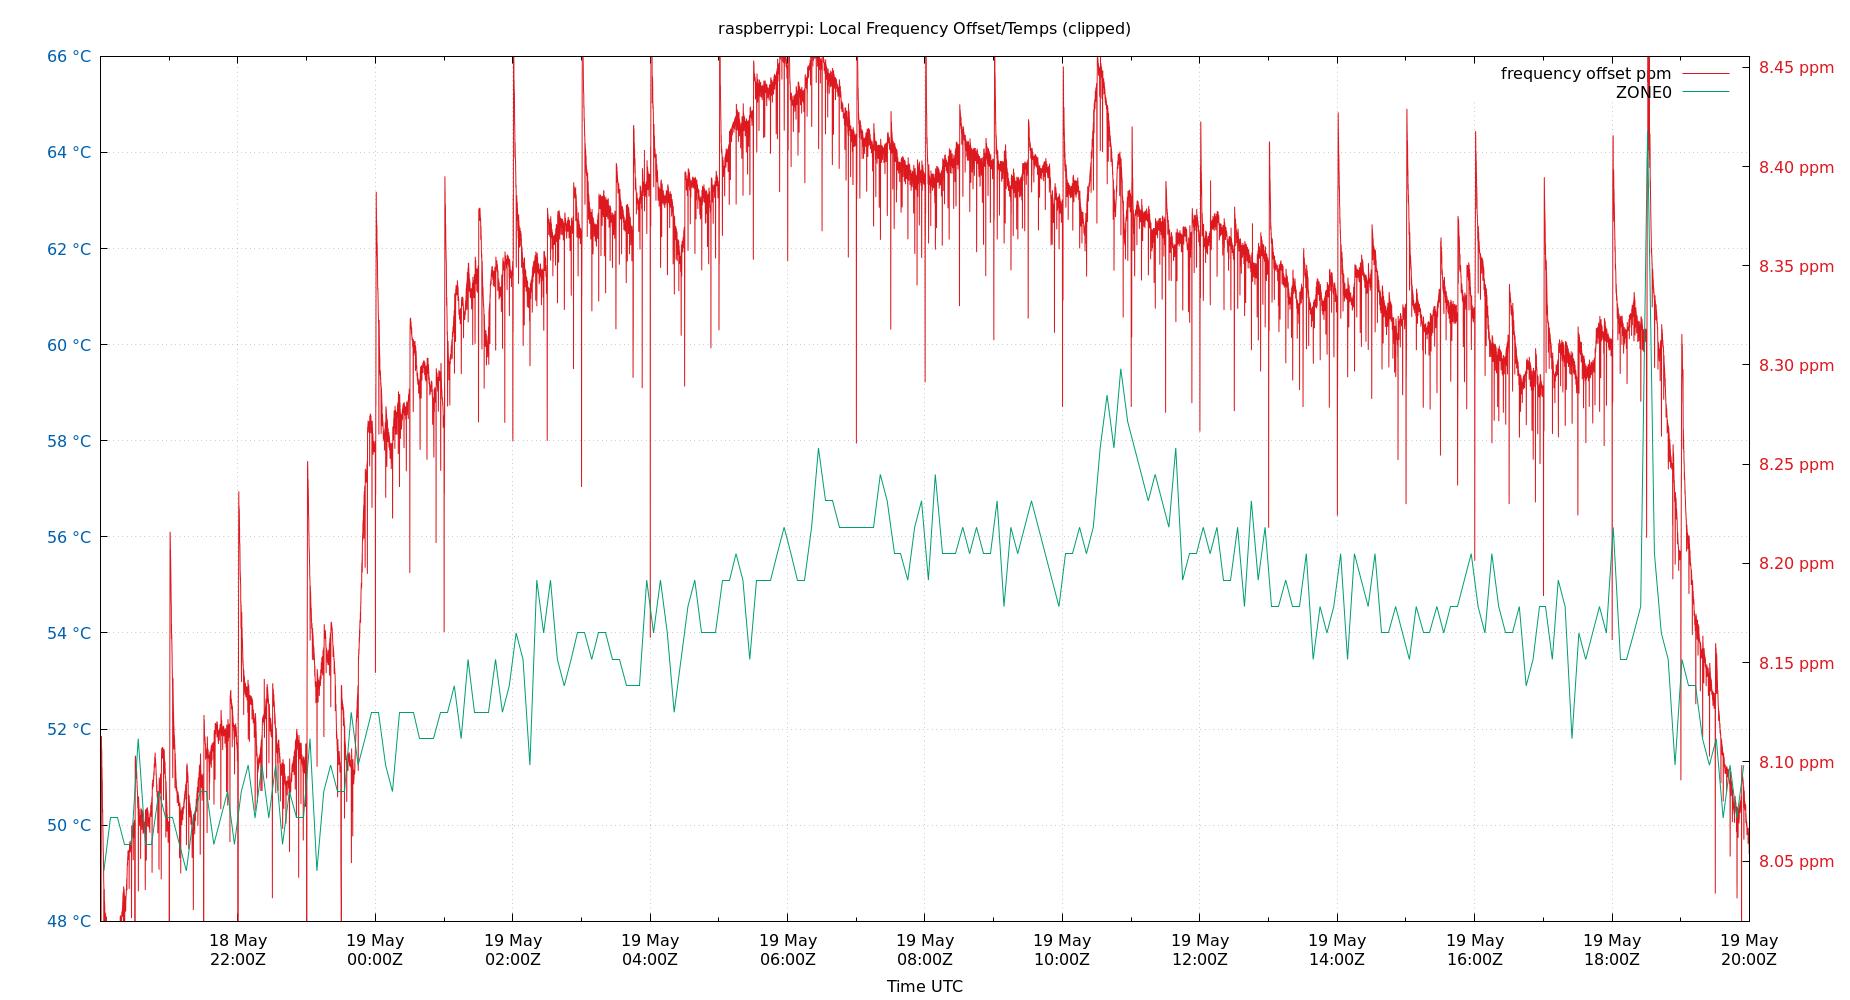 raspberrypi: Local Frequency Offset/Temps (clipped)
66 °C
64 °C
62 °C
60 °C
58 °C
56 °C
54 °C
52 °C
50 °C
48 °C
frequency offset ppm
ZONE0
8.45 ppm
8.40 ppm
8.35 ppm
8.30 ppm
8.25 ppm
8.20 ppm
8.15 ppm
8.10 ppm
8.05 ppm
18 May 19 May 19 May 19 May 19 May 19 May 19 May 19 May 19 May 19 May 19 May 19 May
22:00Z 00:00Z 02:00Z 04:00Z 06:00Z 08:00Z 10:00Z 12:00Z 14:00Z 16:00Z 18:00Z 20:00Z
Time UTC